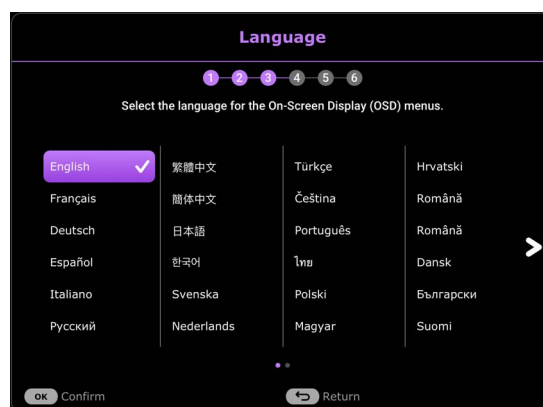 Language
1 2 3 4 5 6
Select the language for the On-Screen Display (OSD) menus.
English 繁體中文 Türkçe Hrvatski
Français 簡体中文 Čeština Română
Deutsch 日本語 Português Română
Español 한국어 ไทย Dansk
Italiano Svenska Polski Български
Русский Nederlands Magyar Suomi
OK Confirm Return